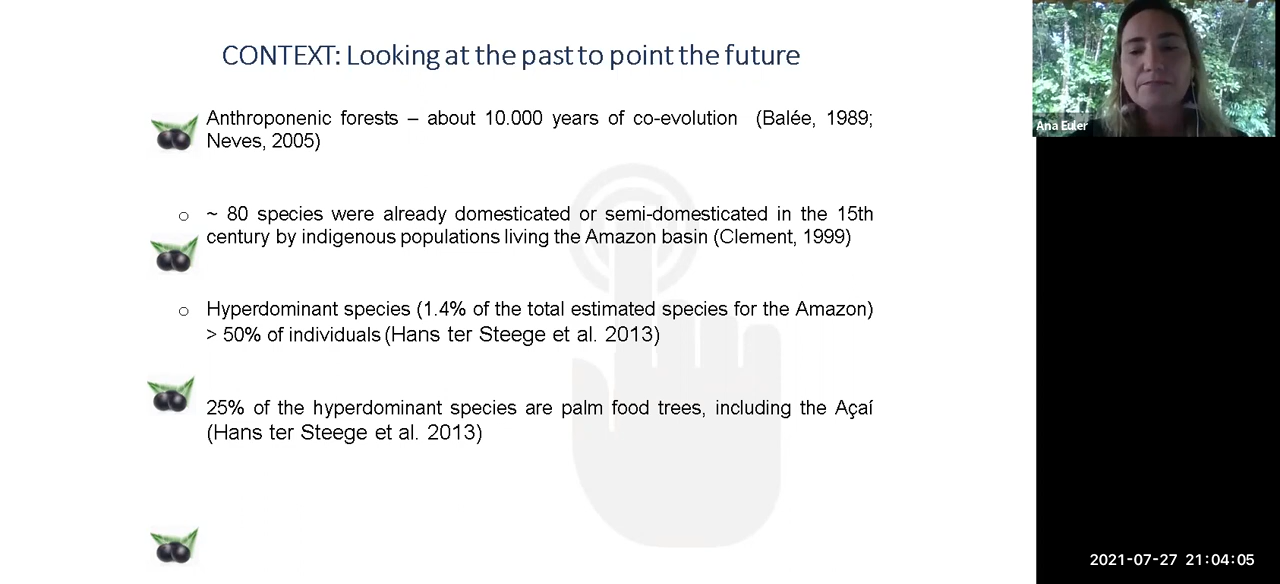 CONTEXT: Looking at the past to point the future
Anthroponenic forests – about 10.000 years of co-evolution (Balée, 1989;
Neves, 2005)
o ~ 80 species were already domesticated or semi-domesticated in the 15th
century by indigenous populations living the Amazon basin (Clement, 1999)
o Hyperdominant species (1.4% of the total estimated species for the Amazon)
> 50% of individuals (Hans ter Steege et al. 2013)
25% of the hyperdominant species are palm food trees, including the Açaí
(Hans ter Steege et al. 2013)
Ana Euler
2021-07-27 21:04:05